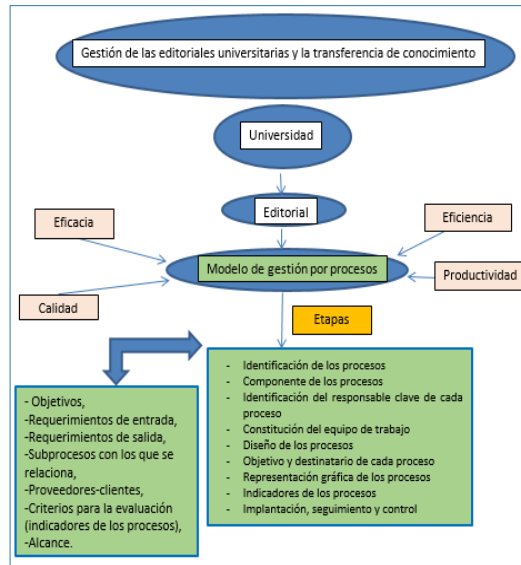 Gestión de las editoriales universitarias y la transferencia de conocimiento
Universidad
Editorial
Eficacia
Eficiencia
Modelo de gestión por procesos
Productividad
Calidad
Etapas
- Identificación de los procesos
- Componente de los procesos
- Identificación del responsable clave de cada
proceso
- Constitución del equipo de trabajo
- Diseño de los procesos
- Objetivo y destinatario de cada proceso
- Representación gráfica de los procesos
- Indicadores de los procesos
- Implantación, seguimiento y control
- Objetivos,
- Requerimientos de entrada,
- Requerimientos de salida,
- Subprocesos con los que se
relaciona,
- Proveedores-clientes,
- Criterios para la evaluación
(indicadores de los procesos),
- Alcance.